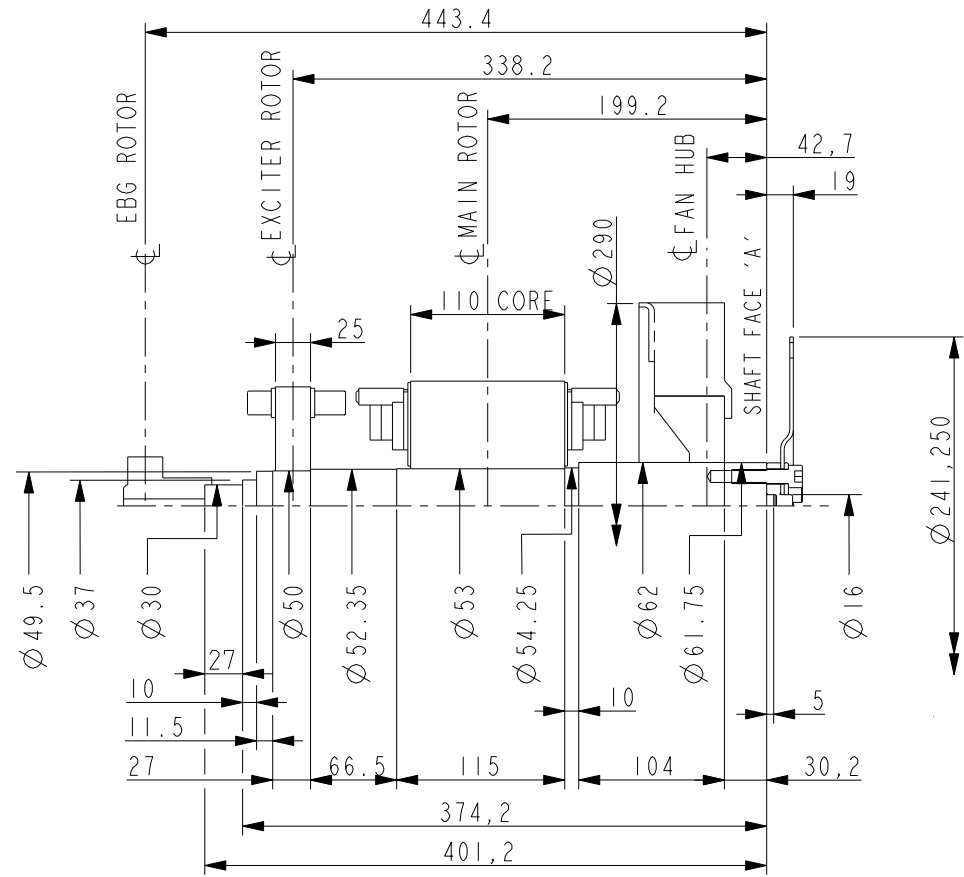 443.4
338.2
199.2
42,7
19
EBG ROTOR
℄ EXCITER ROTOR
℄ MAIN ROTOR
℄ FAN HUB
SHAFT FACE 'A'
Ø290
110 CORE
25
Ø241,250
Ø49.5
Ø37
Ø30
Ø50
Ø52.35
Ø53
Ø54.25
Ø62
Ø61.75
Ø16
27
10
10
5
11.5
27
66.5
115
104
30,2
374,2
401,2